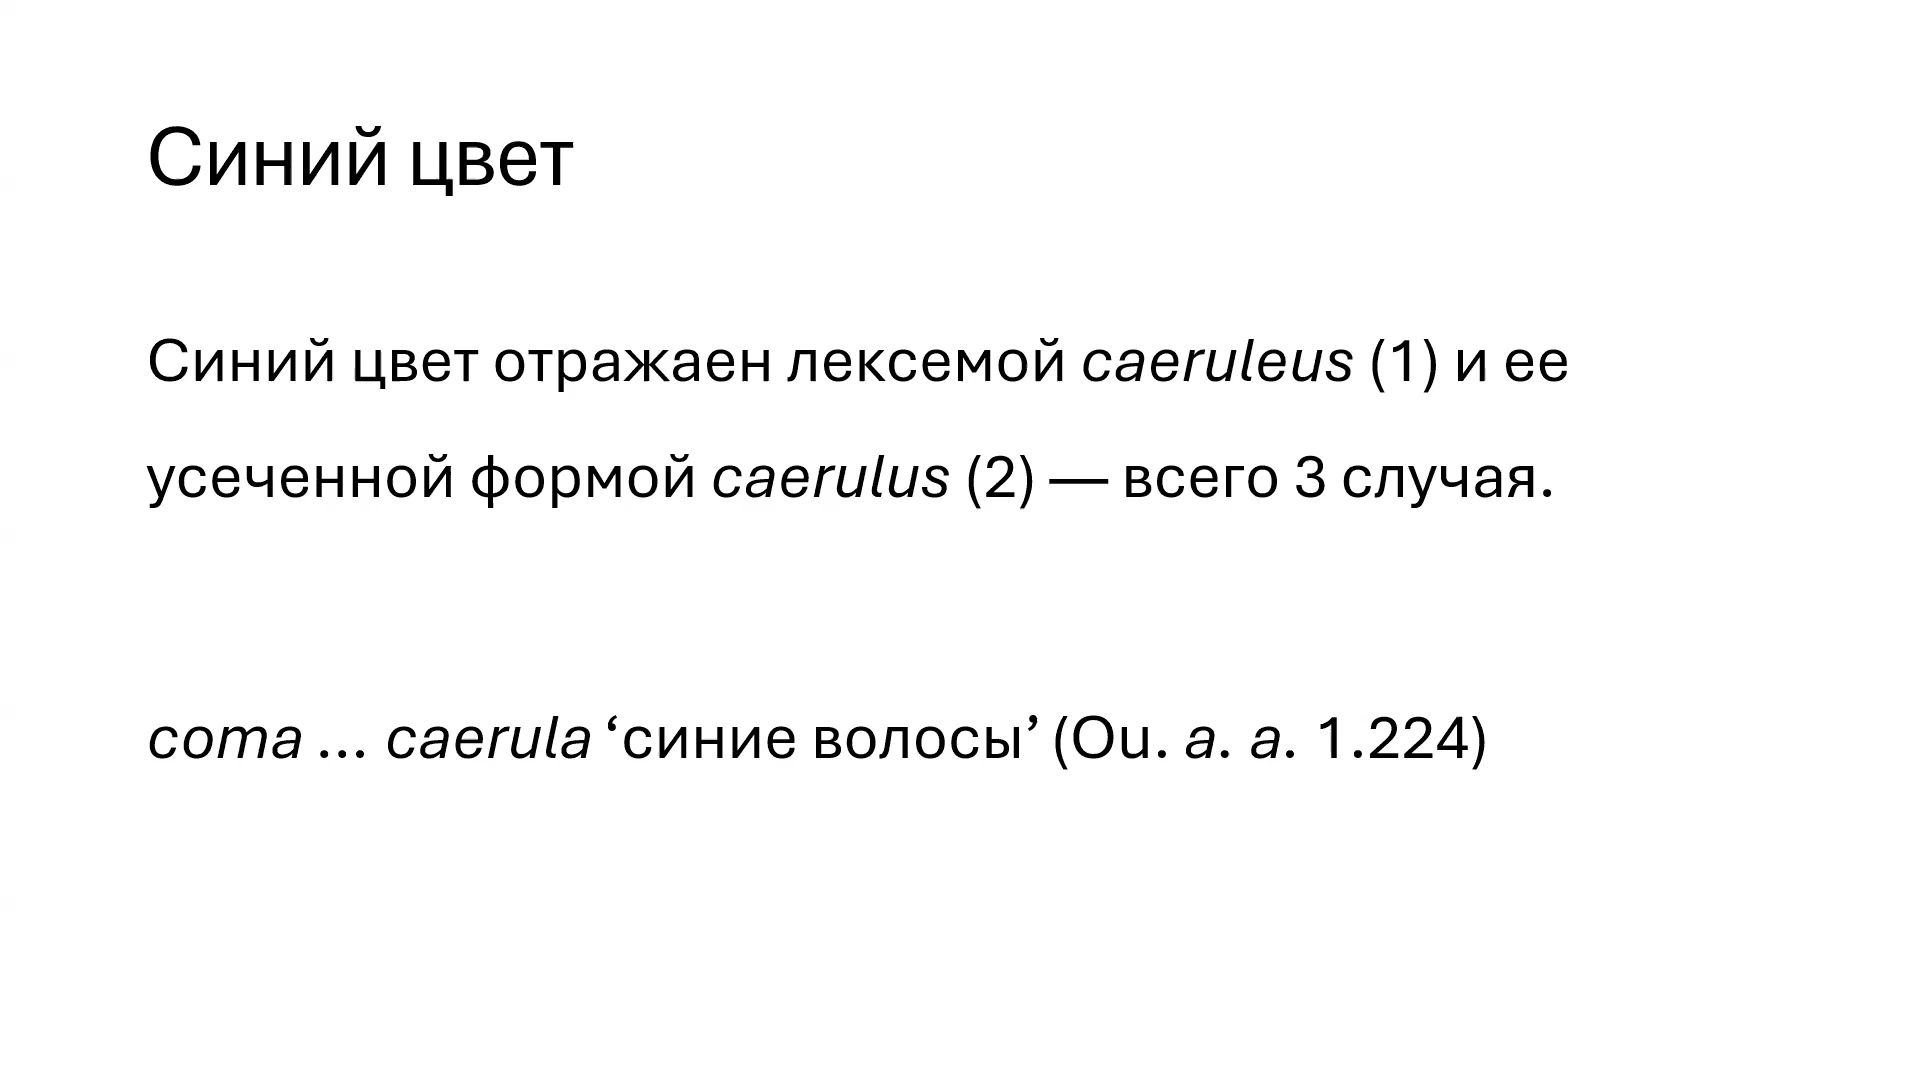 Синий цвет
Синий цвет отражаен лексемой caeruleus (1) и ее
усеченной формой caerulus (2) — всего 3 случая.
coma ... caerula ‘синие волосы’ (Ou. a. a. 1.224)